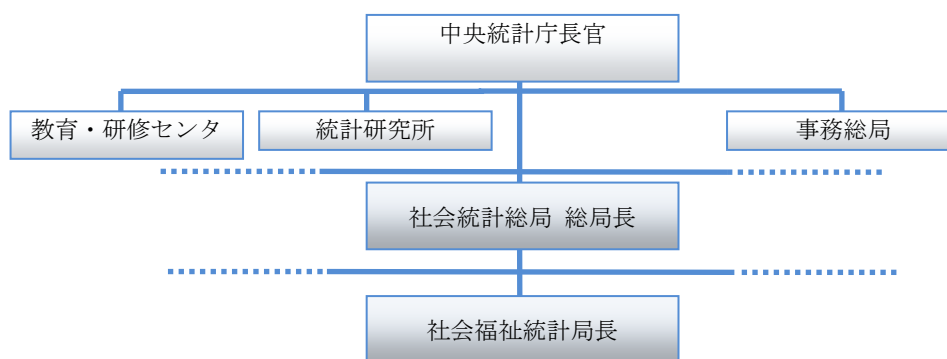 中央統計庁長官
教育・研修センタ
統計研究所
事務総局
社会統計総局 総局長
社会福祉統計局長